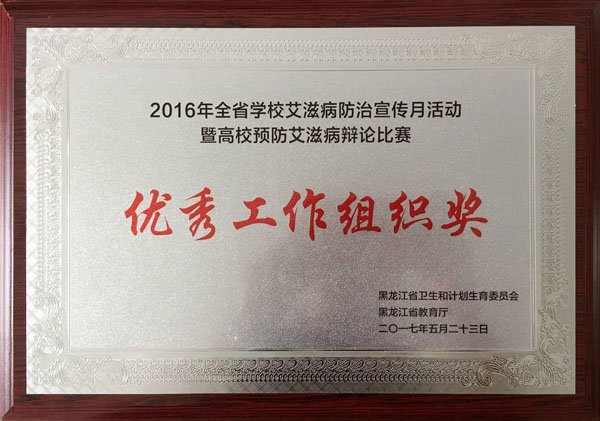 2016年全省学校艾滋病防治宣传月活动
暨高校预防艾滋病辩论比赛
优秀工作组织奖
黑龙江省卫生和计划生育委员会
黑龙江省教育厅
二〇一七年五月二十三日